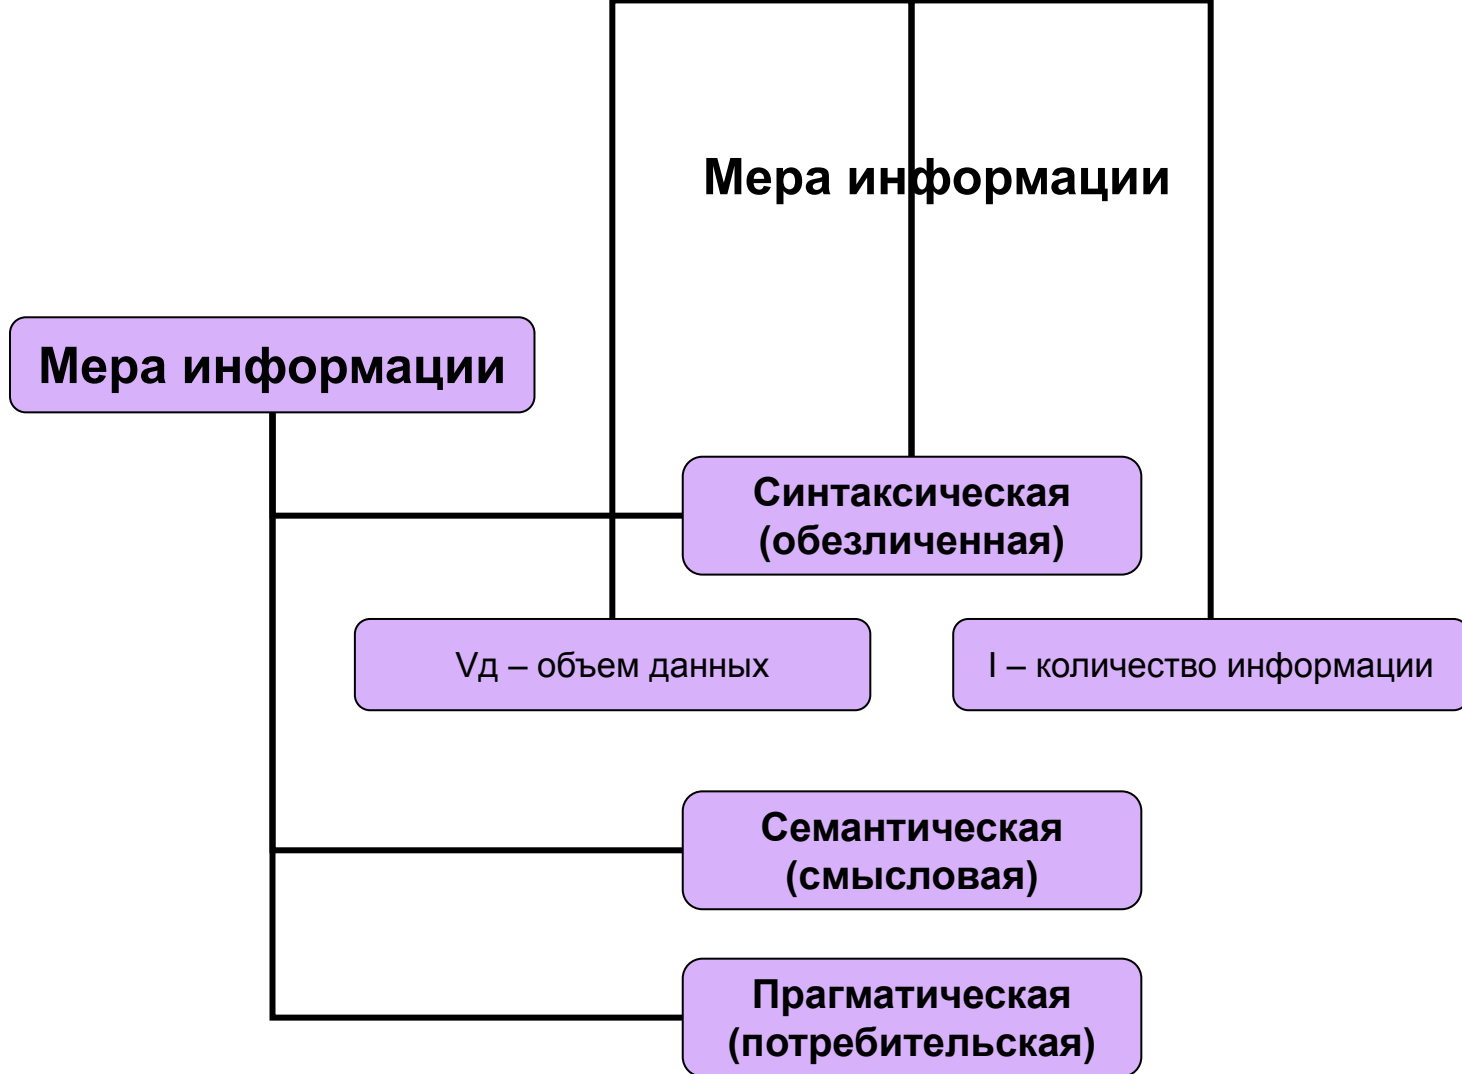 Мера информации
Мера информации
Синтаксическая
(обезличенная)
Vд – объем данных
I – количество информации
Семантическая
(смысловая)
Прагматическая
(потребительская)